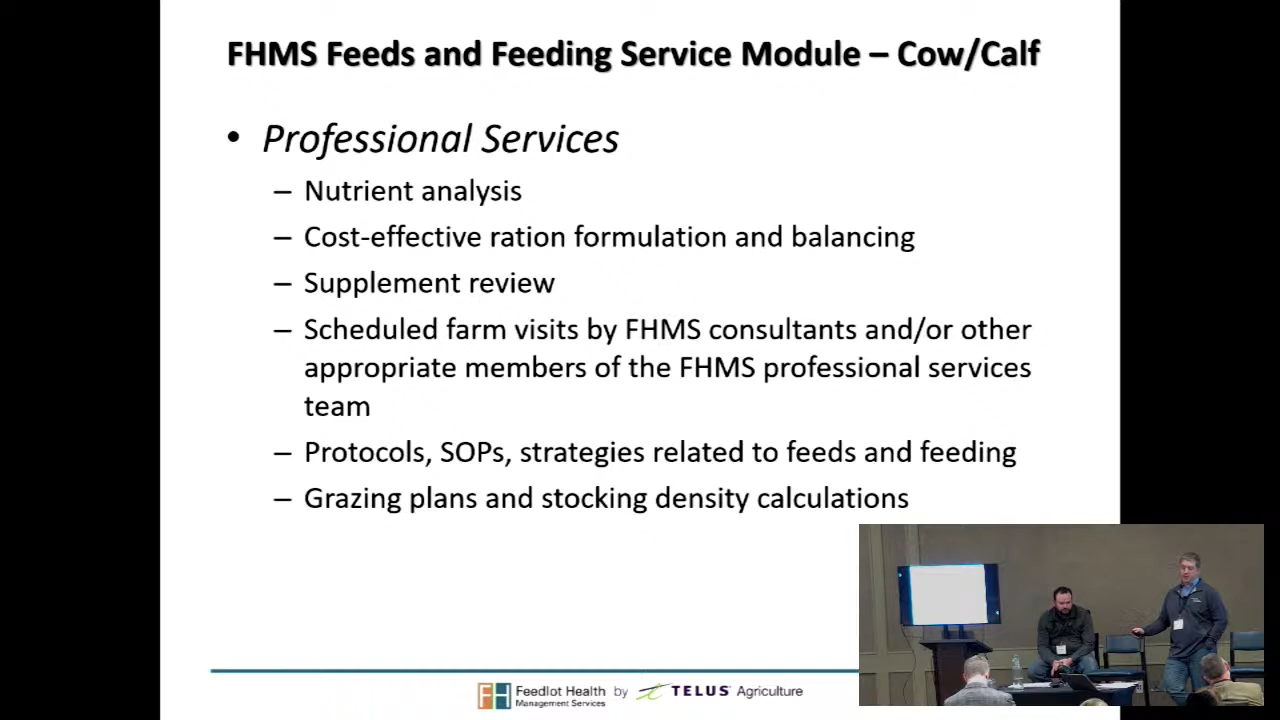 FHMS Feeds and Feeding Service Module – Cow/Calf
• Professional Services
– Nutrient analysis
– Cost-effective ration formulation and balancing
– Supplement review
– Scheduled farm visits by FHMS consultants and/or other
appropriate members of the FHMS professional services
team
– Protocols, SOPs, strategies related to feeds and feeding
– Grazing plans and stocking density calculations
FH Feedlot Health by TELUS Agriculture
Management Services